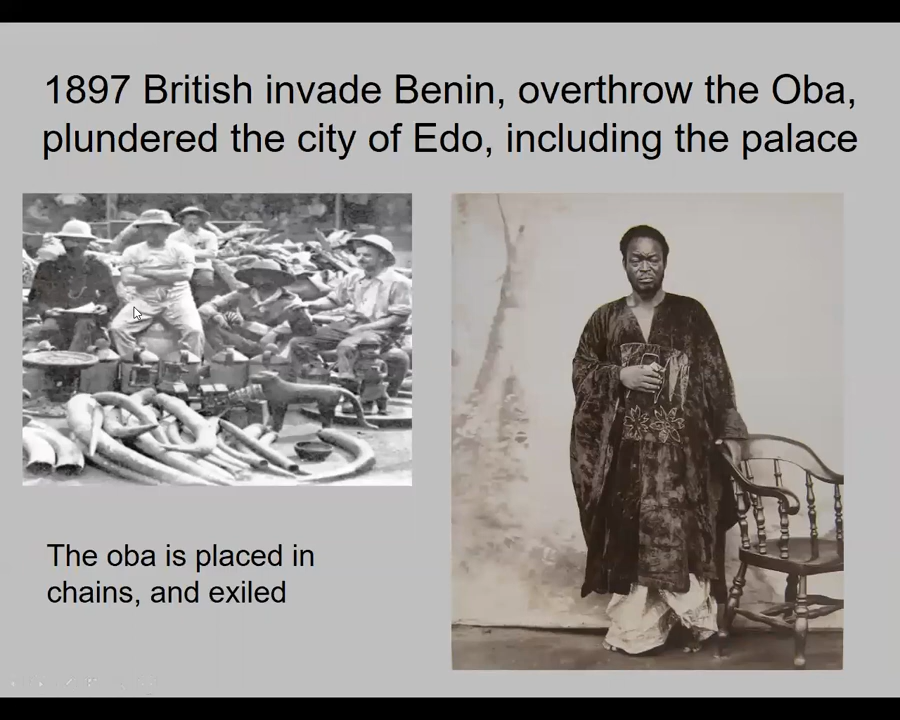 1897 British invade Benin, overthrow the Oba,
plundered the city of Edo, including the palace
The oba is placed in
chains, and exiled